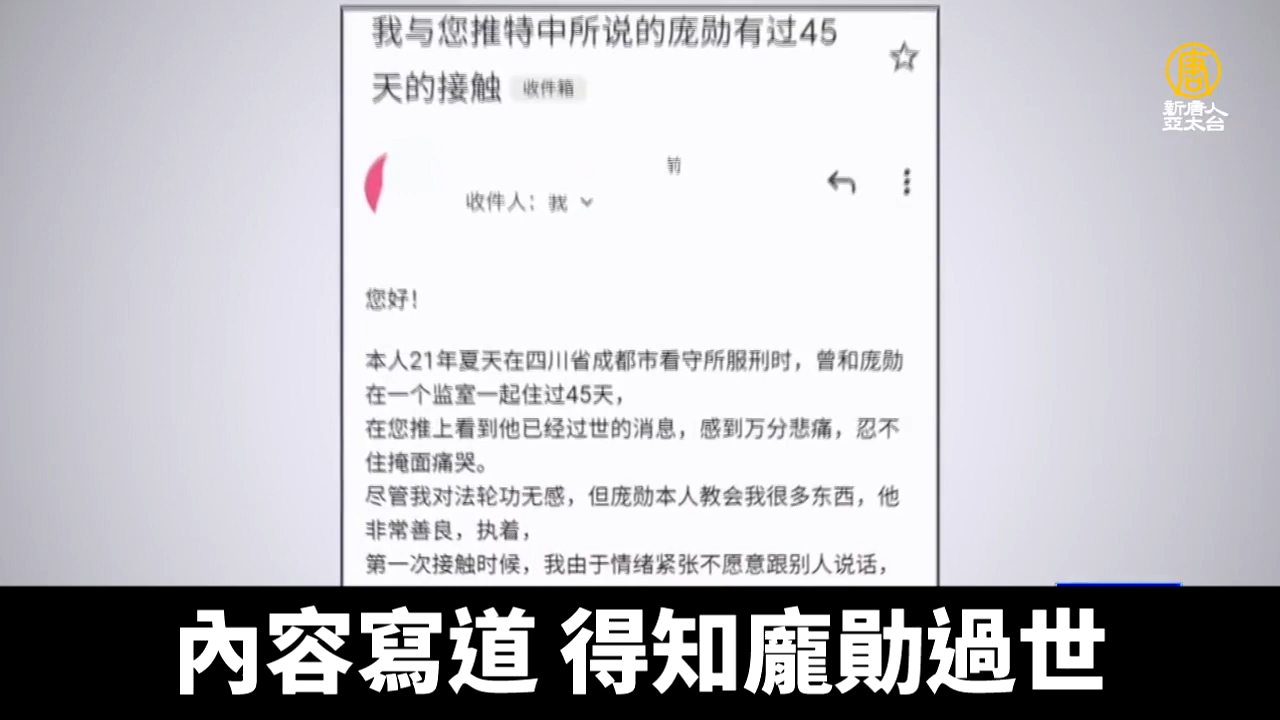 我与您推特中所说的庞勋有过45
天的接触 收件箱
唐
新唐人
亞太台
前
收件人：我
您好！
本人21年夏天在四川省成都市看守所服刑时，曾和庞勋
在一个监室一起住过45天，
在您推上看到他已经过世的消息，感到万分悲痛，忍不
住掩面痛哭。
尽管我对法轮功无感，但庞勋本人教会我很多东西，他
非常善良，执着，
第一次接触时候，我由于情绪紧张不愿意跟别人说话，
內容寫道 得知龐勛過世